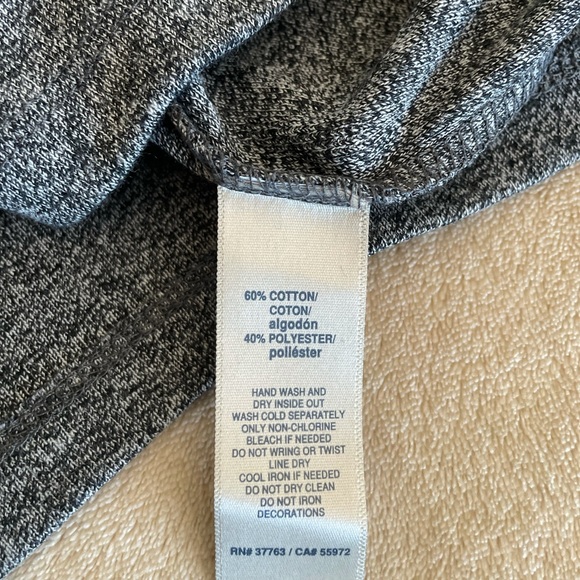 60% COTTON/
COTON/
algodón
40% POLYESTER/
poliéster
HAND WASH AND
DRY INSIDE OUT
WASH COLD SEPARATELY
ONLY NON-CHLORINE
BLEACH IF NEEDED
DO NOT WRING OR TWIST
LINE DRY
COOL IRON IF NEEDED
DO NOT DRY CLEAN
DO NOT IRON
DECORATIONS
RN# 37763 / CA# 55972